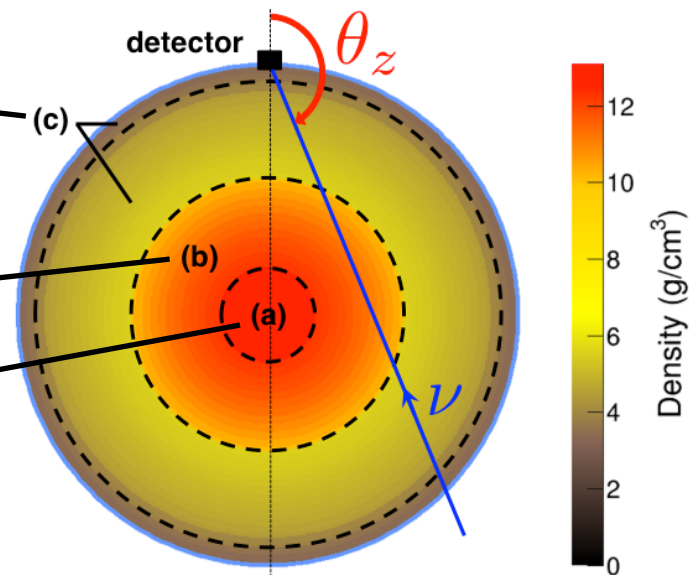 detector
θz
(c)
(b)
(a)
ν
12
10
8
6
4
2
0
Density (g/cm³)